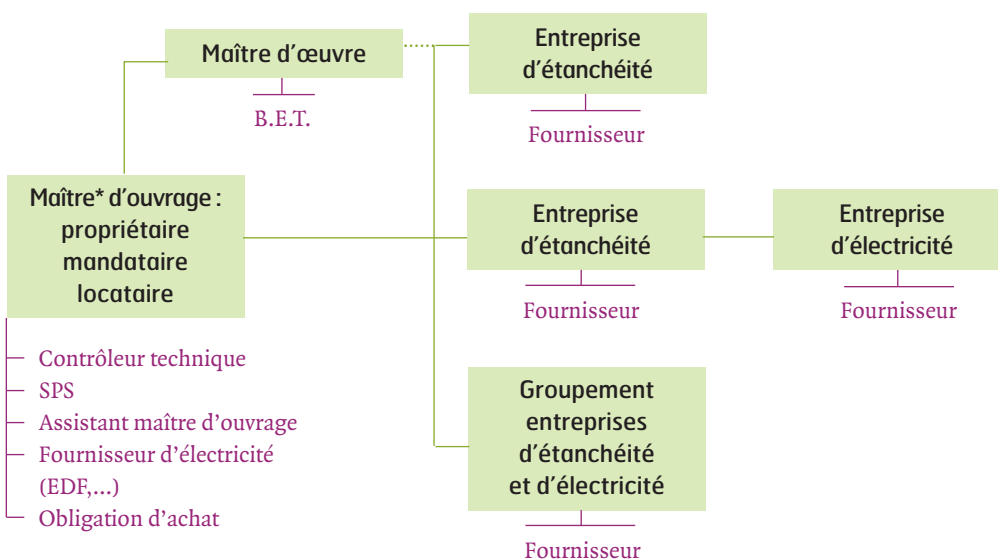 Maître d'œuvre
B.E.T.
Entreprise
d'étanchéité
Fournisseur
Maître* d'ouvrage :
propriétaire
mandataire
locataire
Contrôleur technique
SPS
Assistant maître d'ouvrage
Fournisseur d'électricité
(EDF,...)
Obligation d'achat
Entreprise
d'étanchéité
Fournisseur
Entreprise
d'électricité
Fournisseur
Groupement
entreprises
d'étanchéité
et d'électricité
Fournisseur